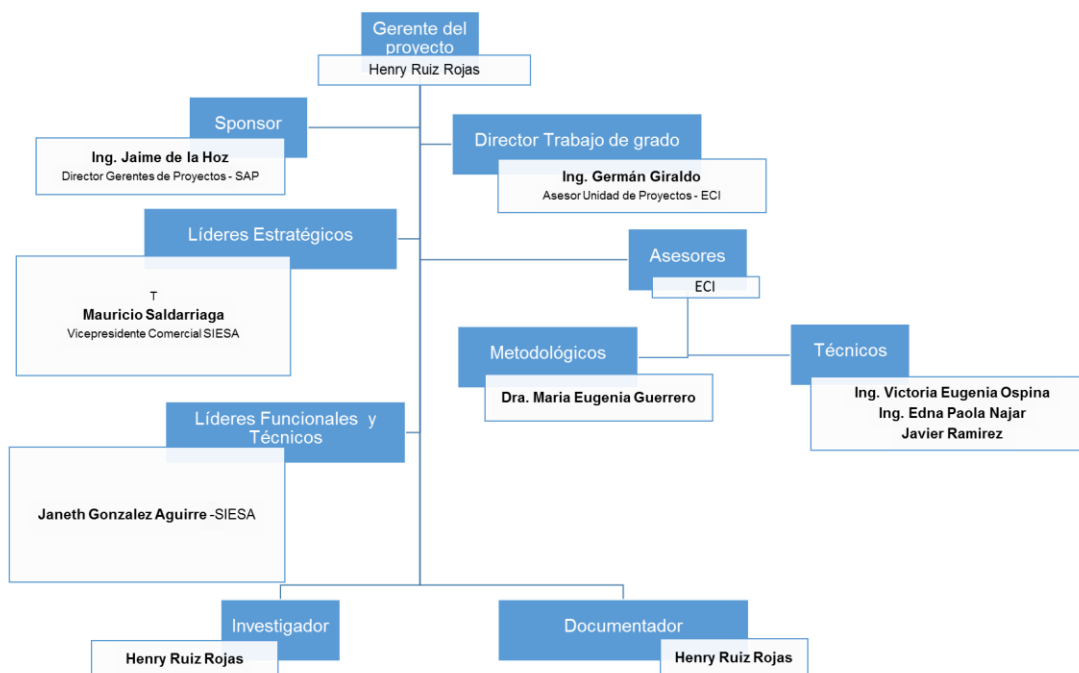 Gerente del
proyecto
Henry Ruiz Rojas
Sponsor
Ing. Jaime de la Hoz
Director Gerentes de Proyectos - SAP
Director Trabajo de grado
Ing. Germán Giraldo
Asesor Unidad de Proyectos - ECI
Líderes Estratégicos
T
Mauricio Saldarriaga
Vicepresidente Comercial SIESA
Asesores
ECI
Metodológicos
Dra. Maria Eugenia Guerrero
Técnicos
Ing. Victoria Eugenia Ospina
Ing. Edna Paola Najar
Javier Ramirez
Líderes Funcionales y
Técnicos
Janeth Gonzalez Aguirre -SIESA
Investigador
Henry Ruiz Rojas
Documentador
Henry Ruiz Rojas